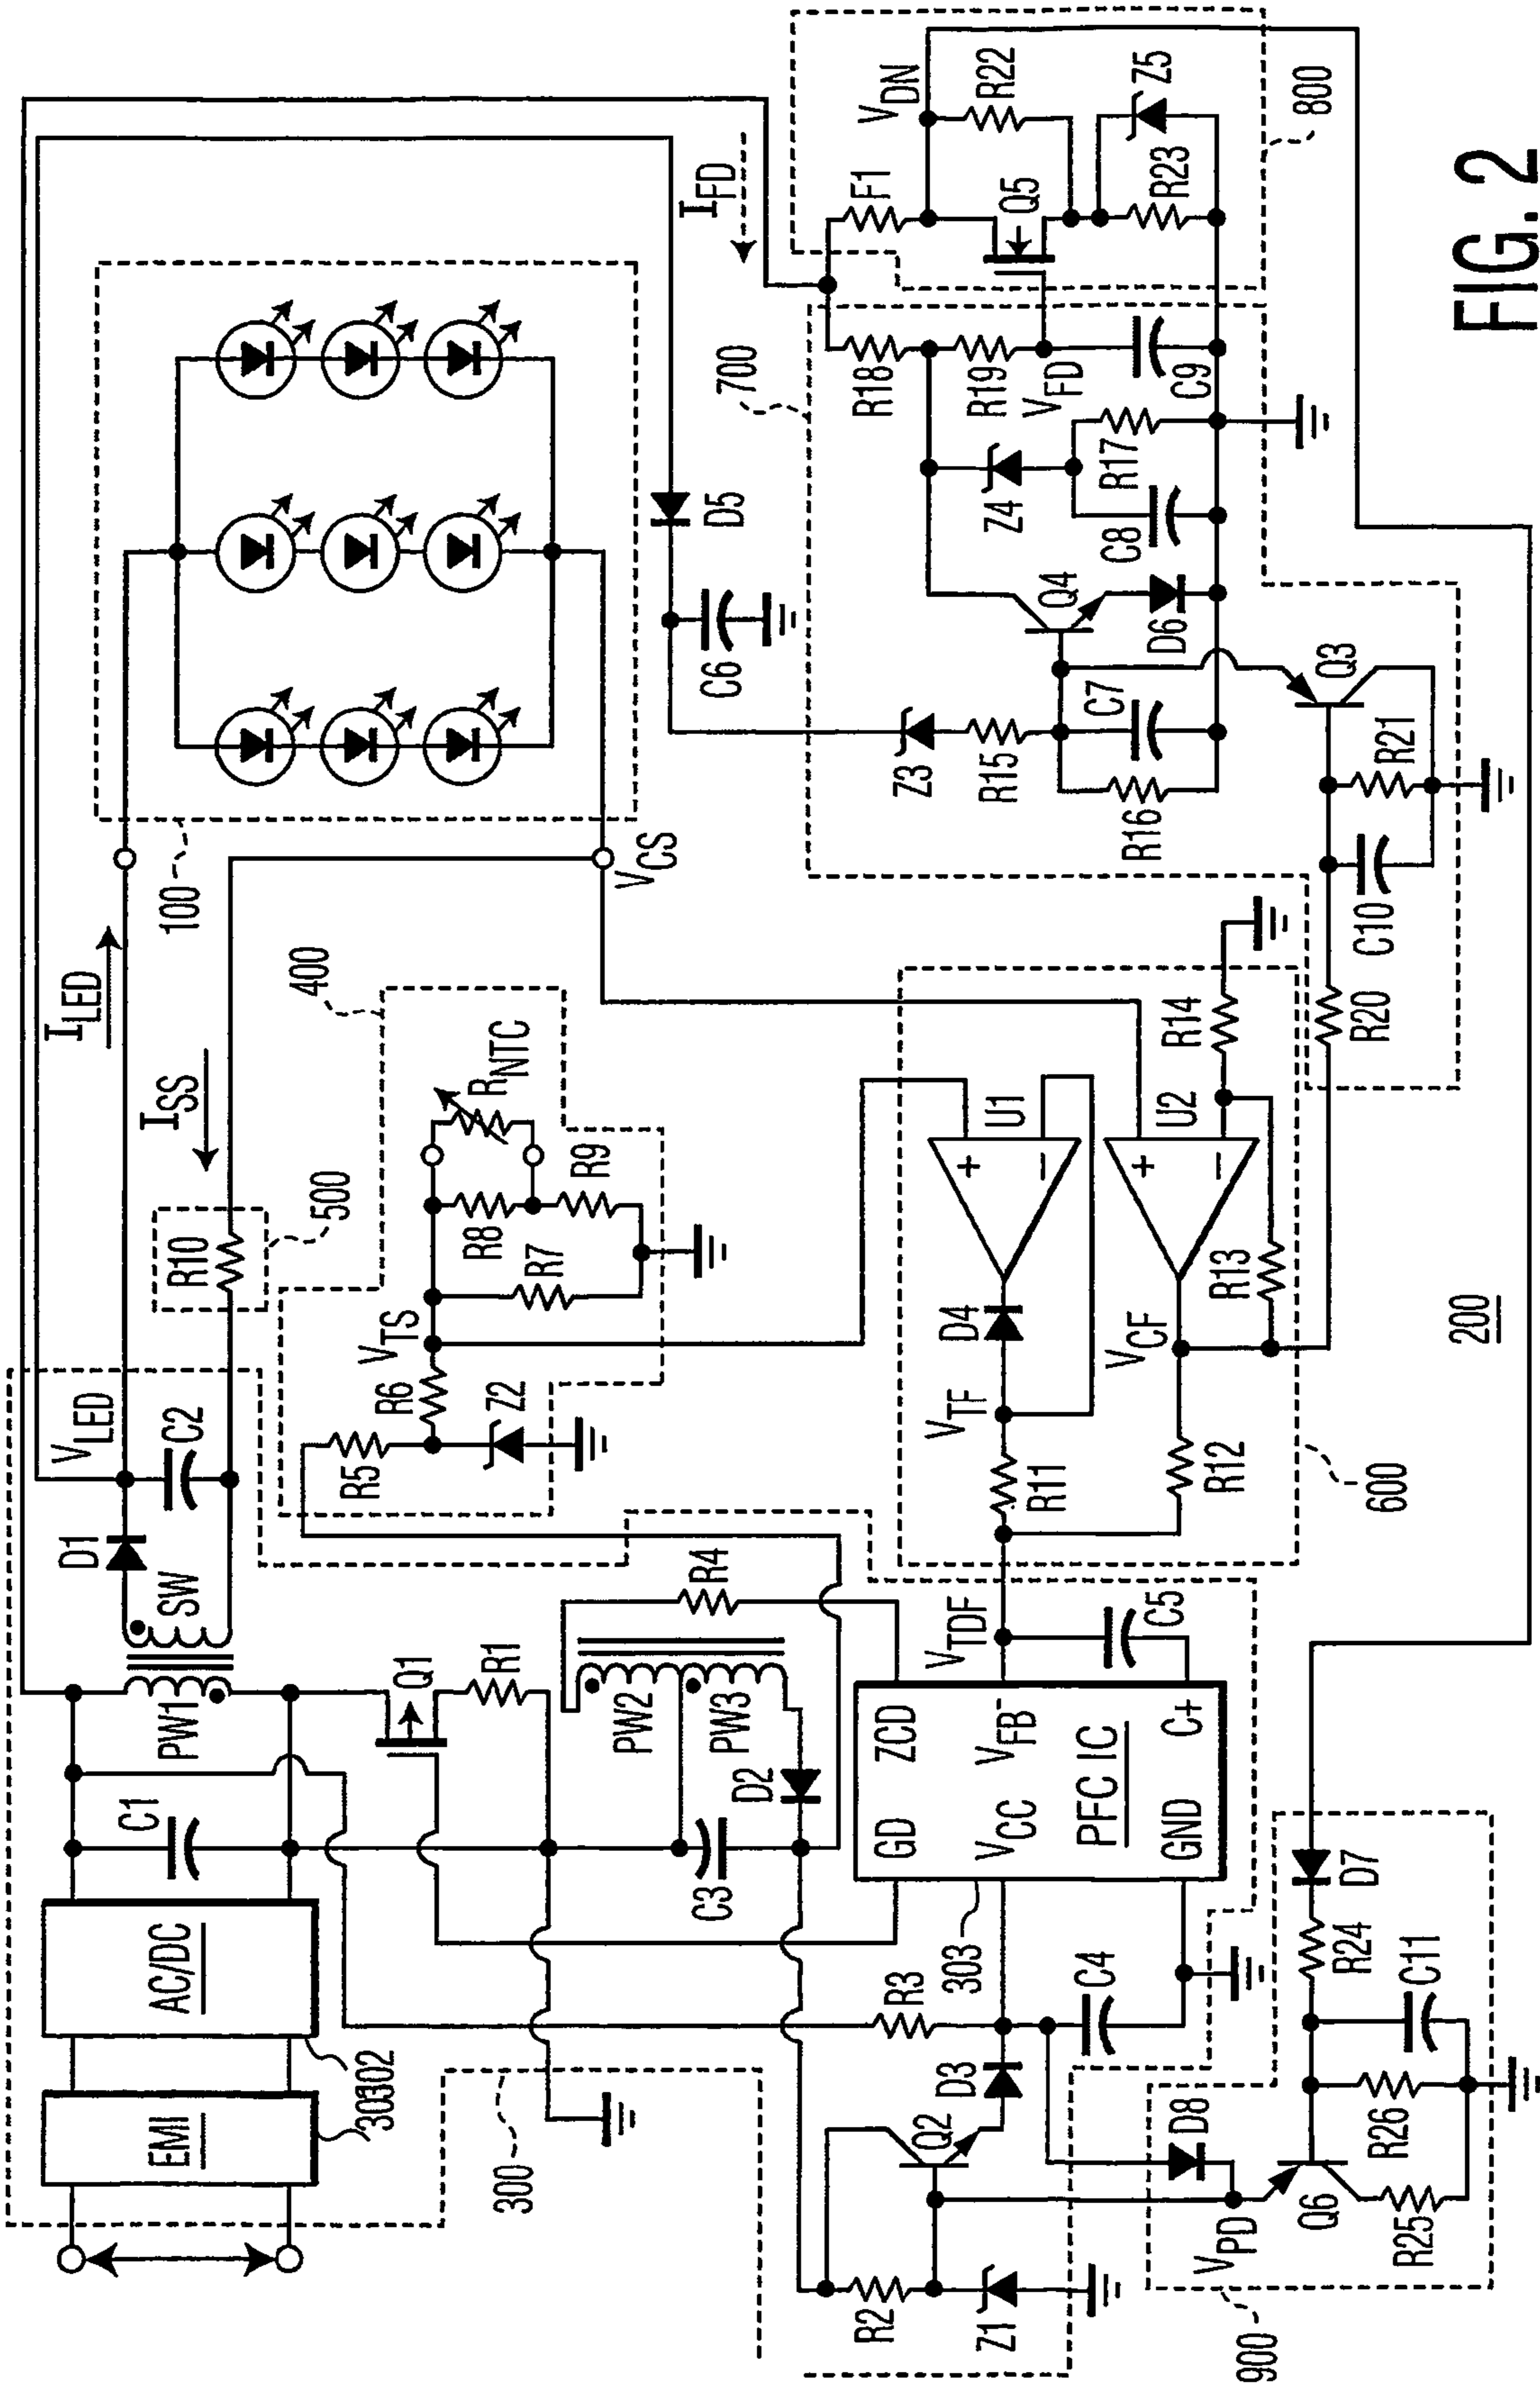 EMI
AC/DC
30302
300
C1
PW1
SW
D1
V_LED
C2
I_LED
I_SS
R10
500
100
Q1
R1
PW2
PW3
R4
D2
C3
R5
R6
Z2
V_TS
R7
R8
R9
R_NTC
400
V_CS
D5
C6
I_FD
R3
303
GD
ZCD
V_CC
V_FB
PFC IC
GND
C+
V_TDF
C5
C4
D3
Q2
R2
Z1
R11
V_TF
D4
U1
+
–
R12
V_CF
U2
+
–
R13
R14
600
700
Z3
R15
R16
C7
Q4
D6
Z4
C8
R17
R18
R19
V_FD
C9
F1
V_DN
R22
Q5
R23
Z5
800
R20
C10
R21
Q3
D8
V_PD
Q6
R25
R26
C11
R24
D7
900
200
FIG. 2